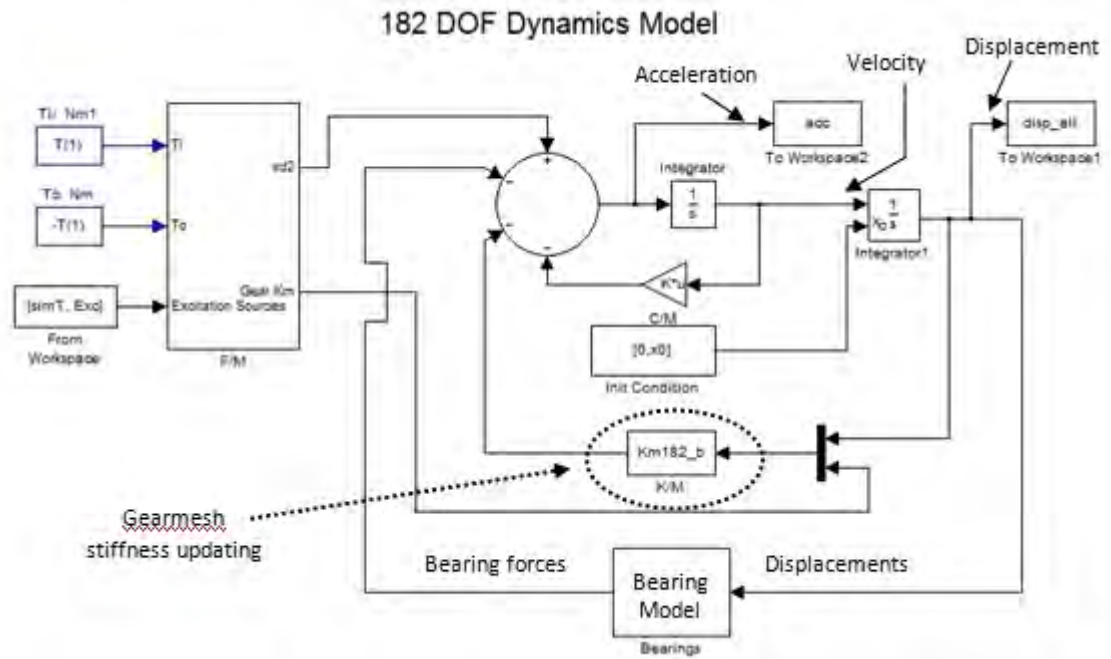 182 DOF Dynamics Model
Displacement
Velocity
Acceleration
Ti/ Nm1
T(1)
Ti
acc
To Workspace2
disp_all
To Workspace1
xd2
+
-
-
-
Integrator
1
s
Tb Nm
-T(1)
To
xo
1
s
Integrator1
K*u
C/M
[simT, Exc]
From
Workspace
Excitation Sources
Gear Km
F/M
[0,x0]
Init Condition
Km182_b
K/M
Gearmesh
stiffness updating
Bearing forces
Displacements
Bearing
Model
Bearings